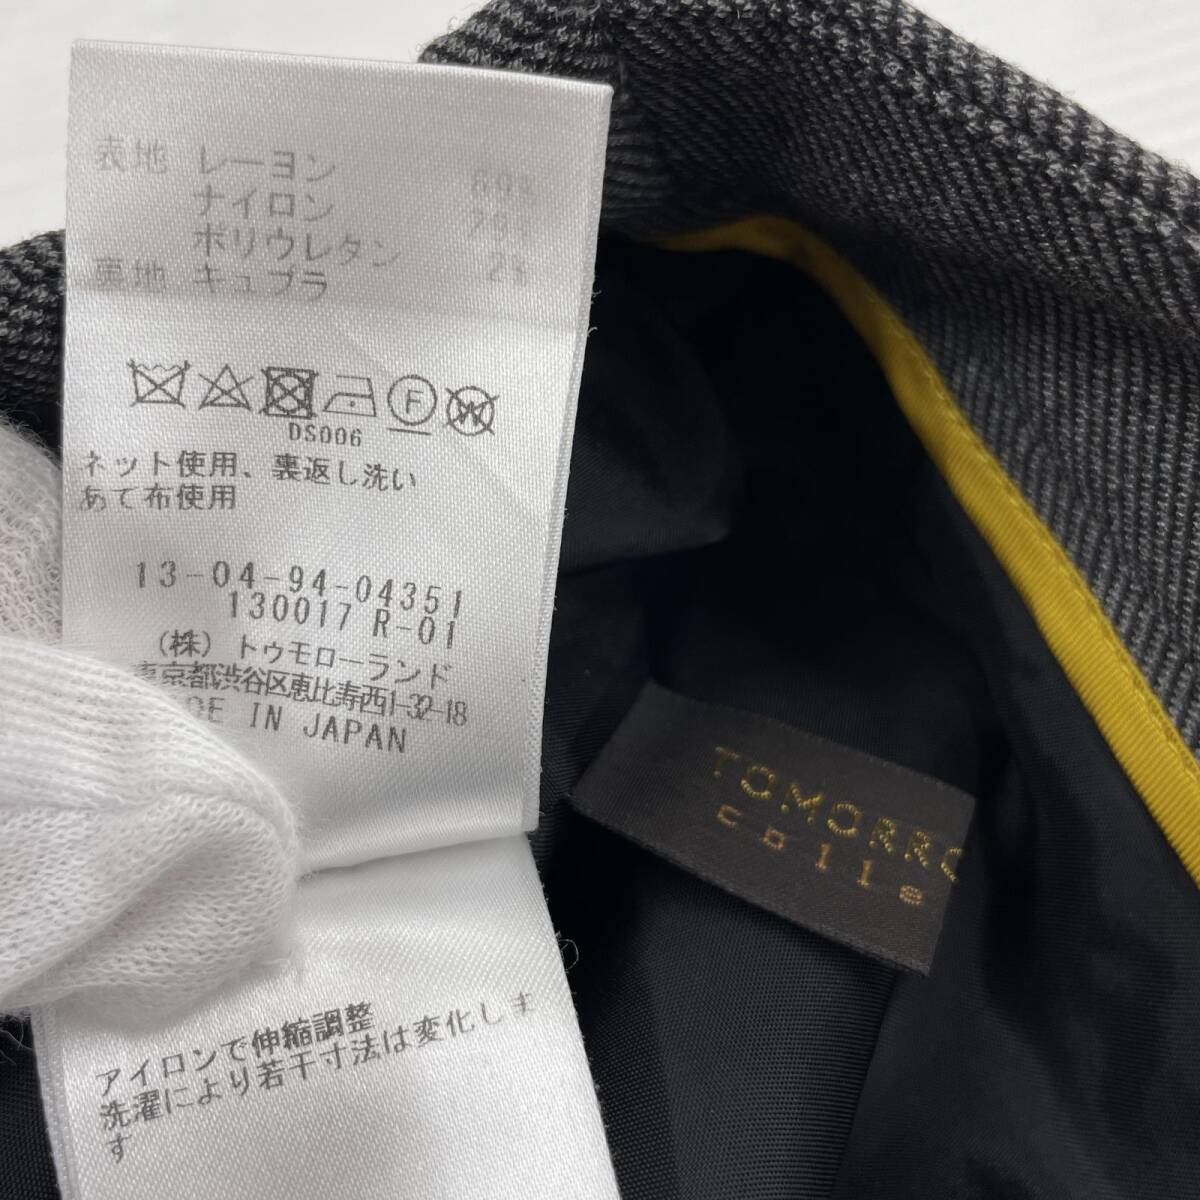 表地 レーヨン 69%
ナイロン 29%
ポリウレタン 2%
裏地 キュプラ
F
W
DS006
ネット使用、裏返し洗い
あて布使用
13-04-94-04351
130017 R-01
(株) トゥモローランド
東京都渋谷区恵比寿西1-32-18
MADE IN JAPAN
TOMORRO
colle
アイロンで伸縮調整
洗濯により若干寸法は変化しま
す